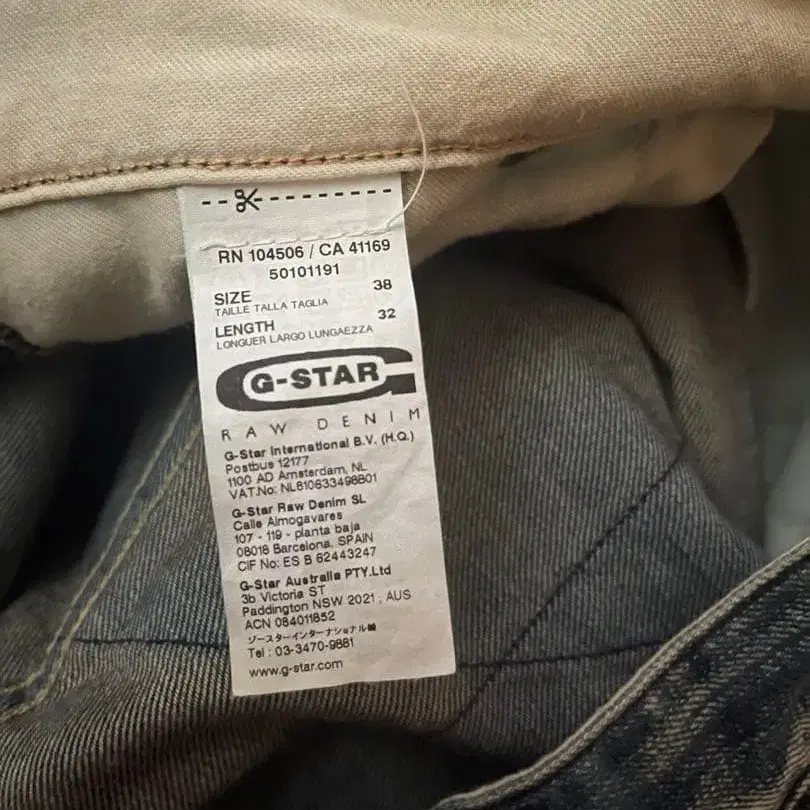 RN 104506 / CA 41169
50101191
SIZE 38
TAILLE TALLA TAGLIA
LENGTH 32
LONGUER LARGO LUNGAEZZA
G-STAR
RAW DENIM
G-Star International B.V. (H.Q.)
Postbus 12177
1100 AD Amsterdam, NL
VAT.No: NL810633498B01
G-Star Raw Denim SL
Calle Almogavares
107 - 119 - planta baja
08018 Barcelona, SPAIN
CIF No: ES B 62443247
G-Star Australia PTY.Ltd
3b Victoria ST
Paddington NSW 2021, AUS
ACN 084011852
ソースターインターナショナル㈱
Tel : 03-3470-9881
www.g-star.com